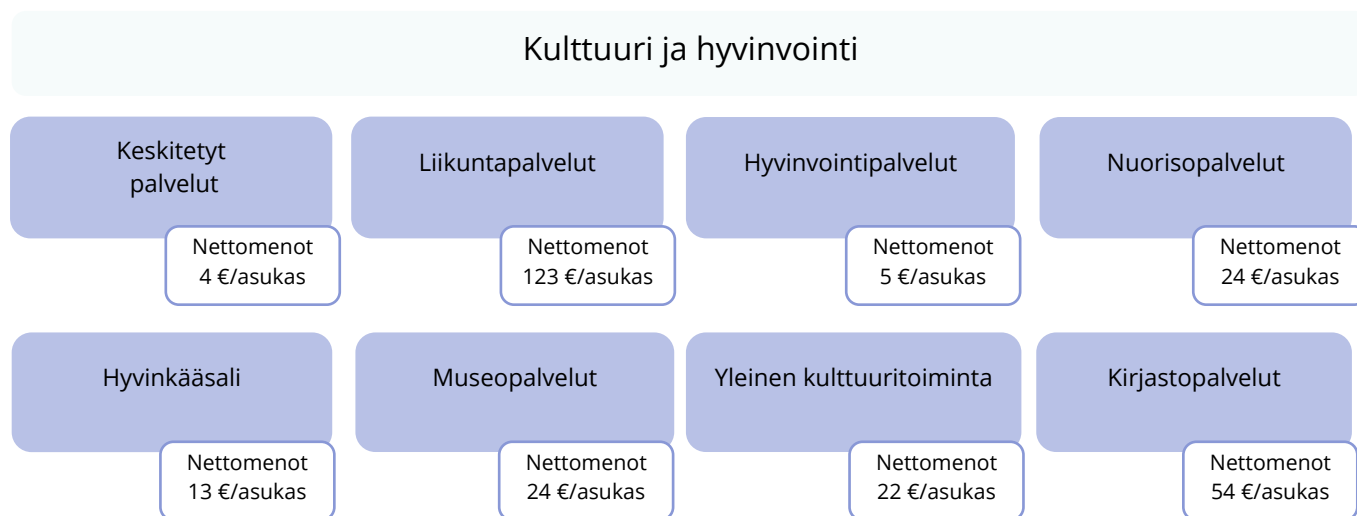 Kulttuuri ja hyvinvointi
Keskitetyt
palvelut
Nettomenot
4 €/asukas
Liikuntapalvelut
Nettomenot
123 €/asukas
Hyvinvointipalvelut
Nettomenot
5 €/asukas
Nuorisopalvelut
Nettomenot
24 €/asukas
Hyvinkääsali
Nettomenot
13 €/asukas
Museopalvelut
Nettomenot
24 €/asukas
Yleinen kulttuuritoiminta
Nettomenot
22 €/asukas
Kirjastopalvelut
Nettomenot
54 €/asukas